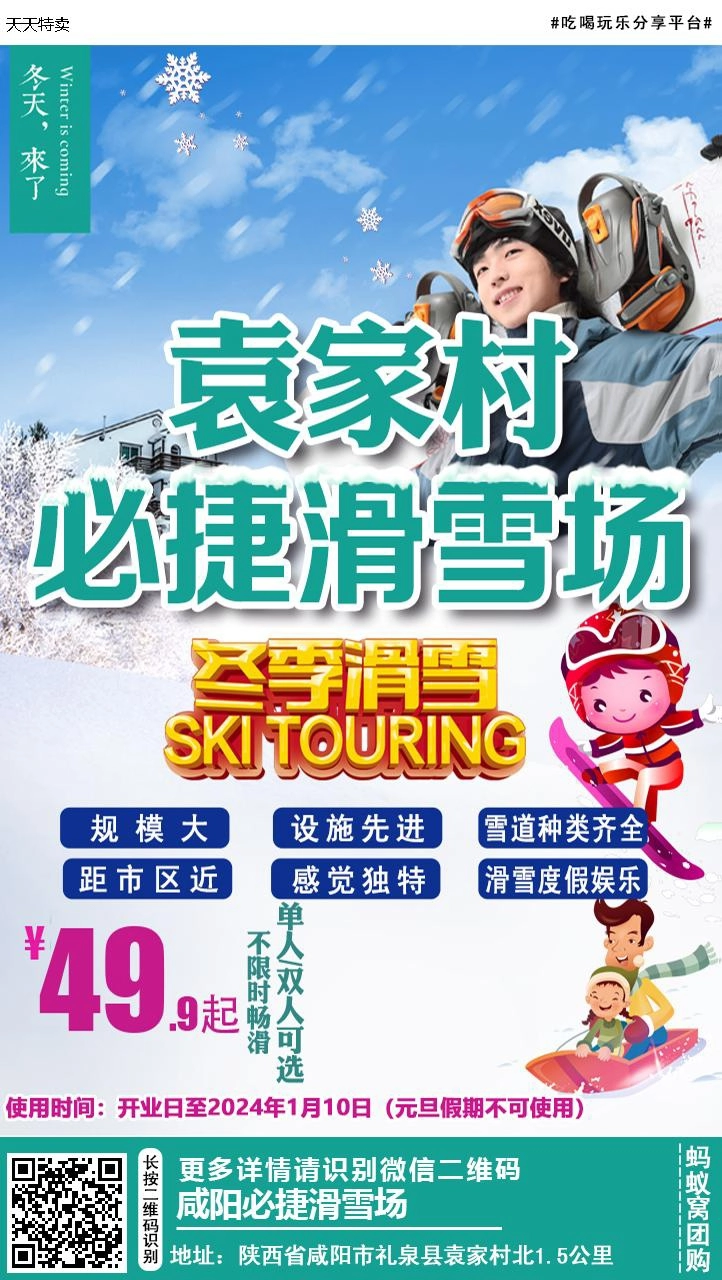 天天特卖
#吃喝玩乐分享平台#
冬天，來了
Winter is coming
袁家村
必捷滑雪场
冬季滑雪
SKI TOURING
规模大
设施先进
雪道种类齐全
距市区近
感觉独特
滑雪度假娱乐
¥49.9起
单人/双人可选
不限时畅滑
使用时间：开业日至2024年1月10日（元旦假期不可使用）
长按二维码识别
更多详情请识别微信二维码
咸阳必捷滑雪场
地址：陕西省咸阳市礼泉县袁家村北1.5公里
蚂蚁窝团购